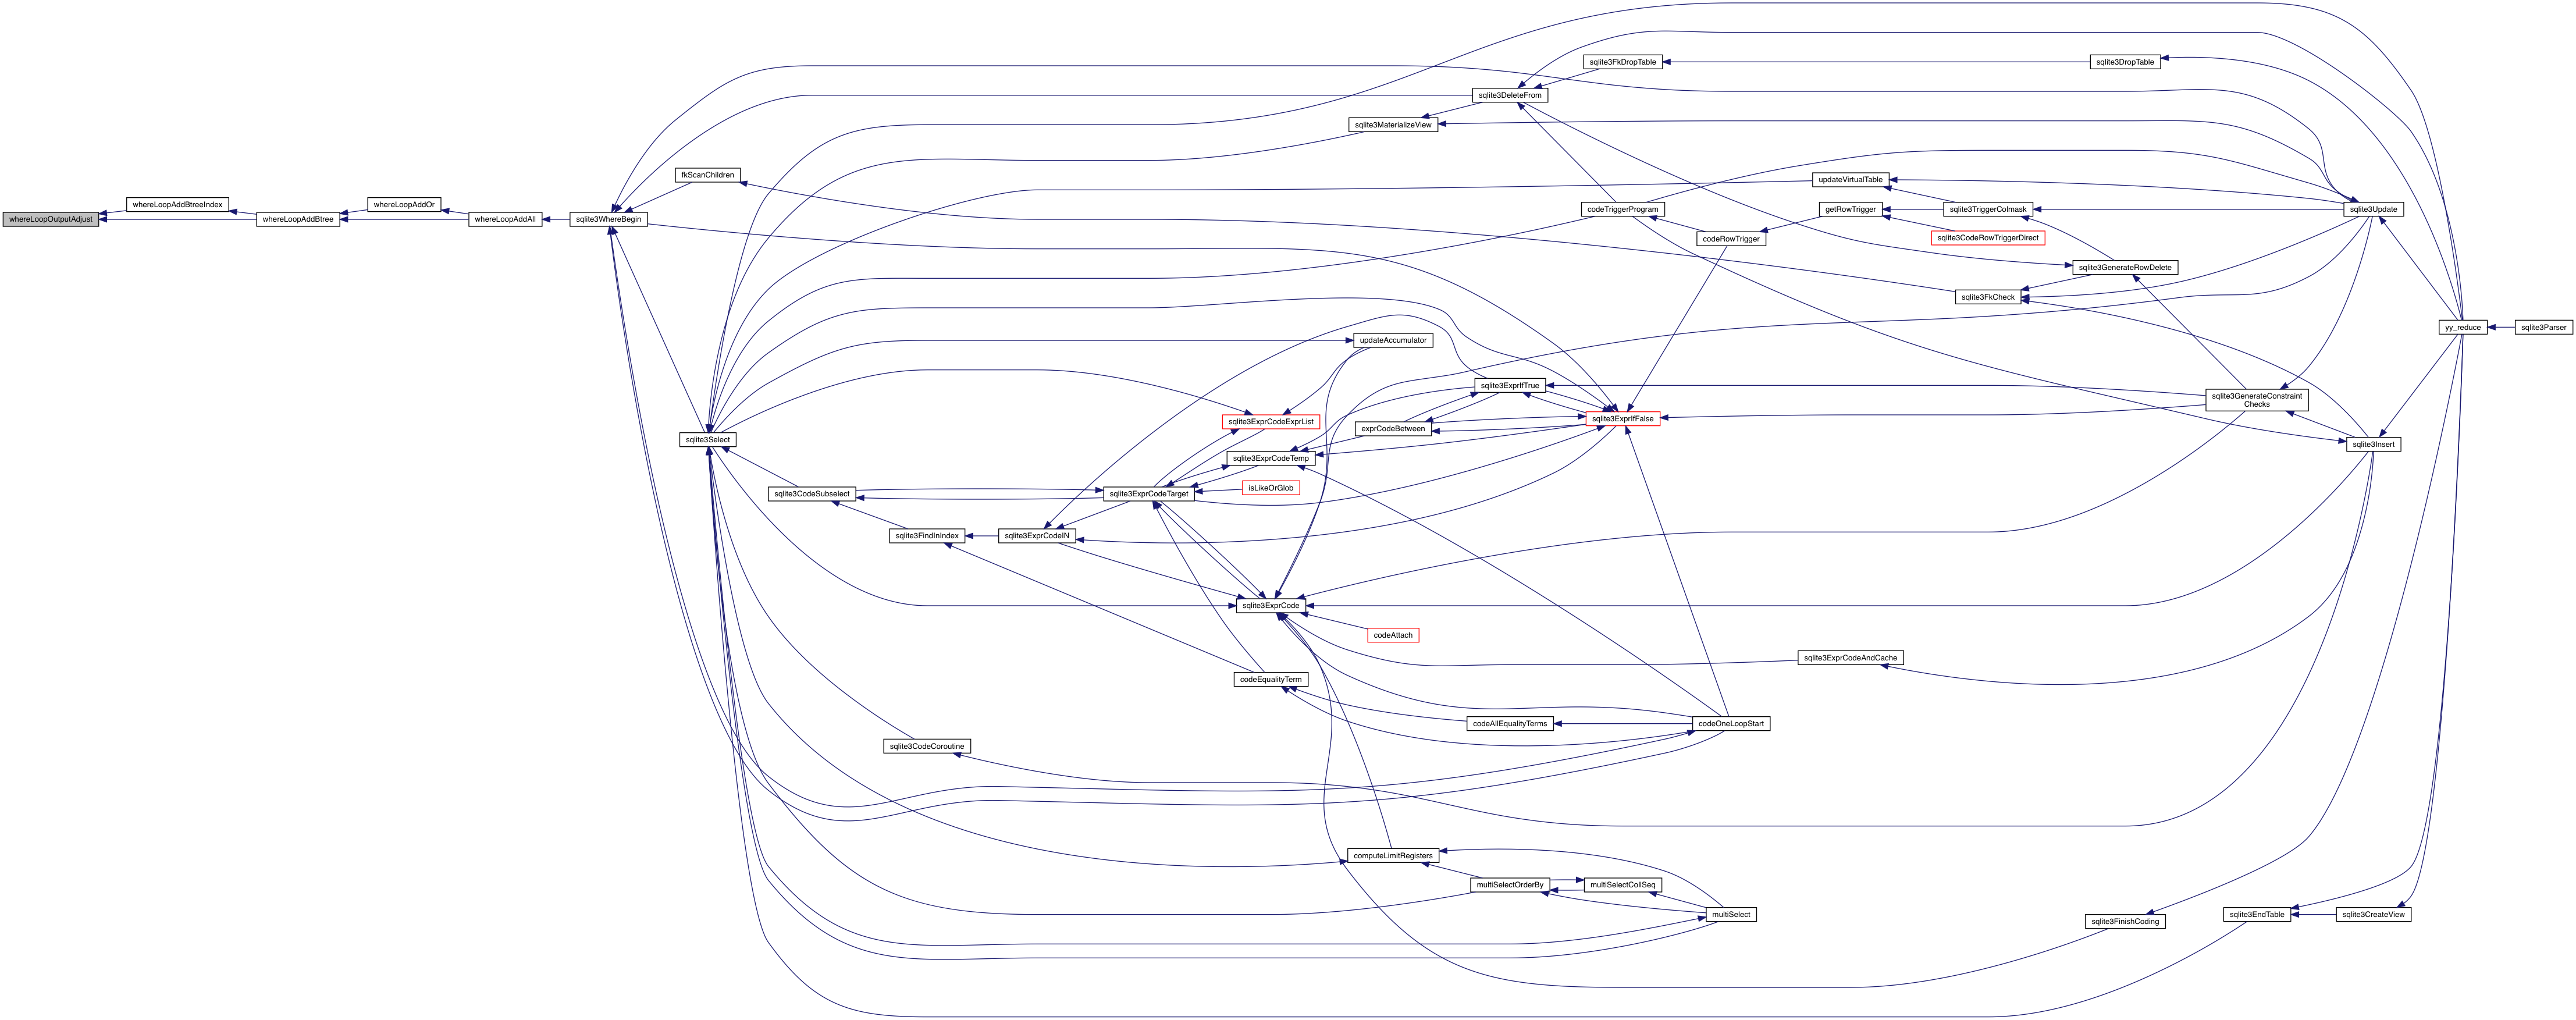 whereLoopOutputAdjust
whereLoopAddBtreeIndex
whereLoopAddBtree
whereLoopAddOr
whereLoopAddAll
sqlite3WhereBegin
fkScanChildren
sqlite3Select
sqlite3CodeSubselect
sqlite3FindInIndex
sqlite3CodeCoroutine
sqlite3ExprCodeIN
sqlite3ExprCodeTarget
sqlite3MaterializeView
updateAccumulator
sqlite3ExprCodeExprList
sqlite3ExprCodeTemp
isLikeOrGlob
sqlite3ExprCode
codeAttach
codeEqualityTerm
computeLimitRegisters
sqlite3DeleteFrom
sqlite3ExprIfTrue
exprCodeBetween
codeAllEqualityTerms
multiSelectOrderBy
sqlite3FkDropTable
codeTriggerProgram
sqlite3ExprIfFalse
multiSelectCollSeq
codeRowTrigger
codeOneLoopStart
multiSelect
updateVirtualTable
getRowTrigger
sqlite3ExprCodeAndCache
sqlite3TriggerColmask
sqlite3CodeRowTriggerDirect
sqlite3FkCheck
sqlite3DropTable
sqlite3GenerateRowDelete
sqlite3FinishCoding
sqlite3GenerateConstraint
Checks
sqlite3EndTable
sqlite3Update
sqlite3Insert
sqlite3CreateView
yy_reduce
sqlite3Parser